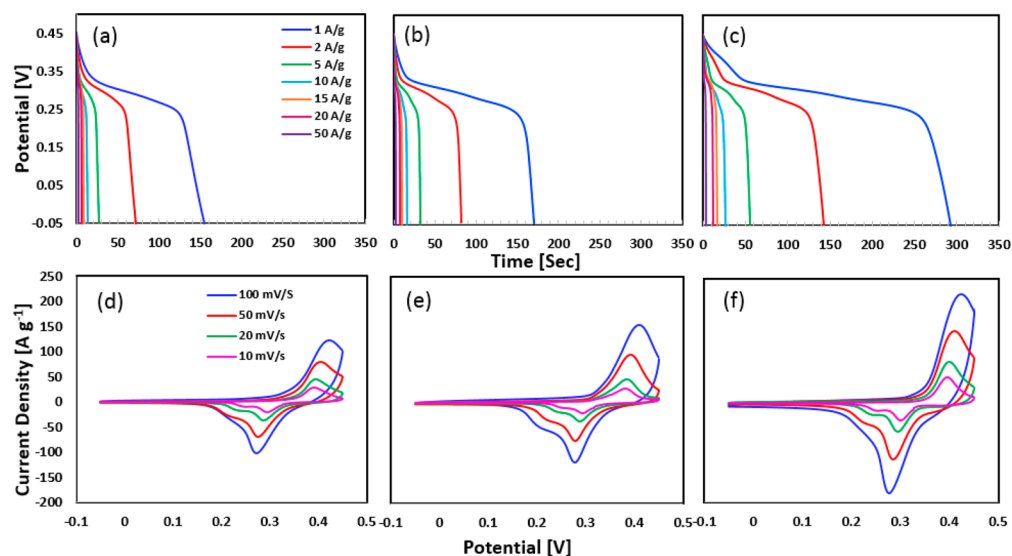 (a)
(b)
(c)
1 A/g
2 A/g
5 A/g
10 A/g
15 A/g
20 A/g
50 A/g
Potential [V]
0.45
0.35
0.25
0.15
0.05
-0.05
0 50 100 150 200 250 300 350
0 50 100 150 200 250 300 350
0 50 100 150 200 250 300 350
Time [Sec]
(d)
(e)
(f)
100 mV/S
50 mV/s
20 mV/s
10 mV/s
Current Density [A g-1]
250
200
150
100
50
0
-50
-100
-150
-200
-0.1 0 0.1 0.2 0.3 0.4 0.5
0 0.1 0.2 0.3 0.4 0.5
-0.1 0 0.1 0.2 0.3 0.4 0.5
Potential [V]